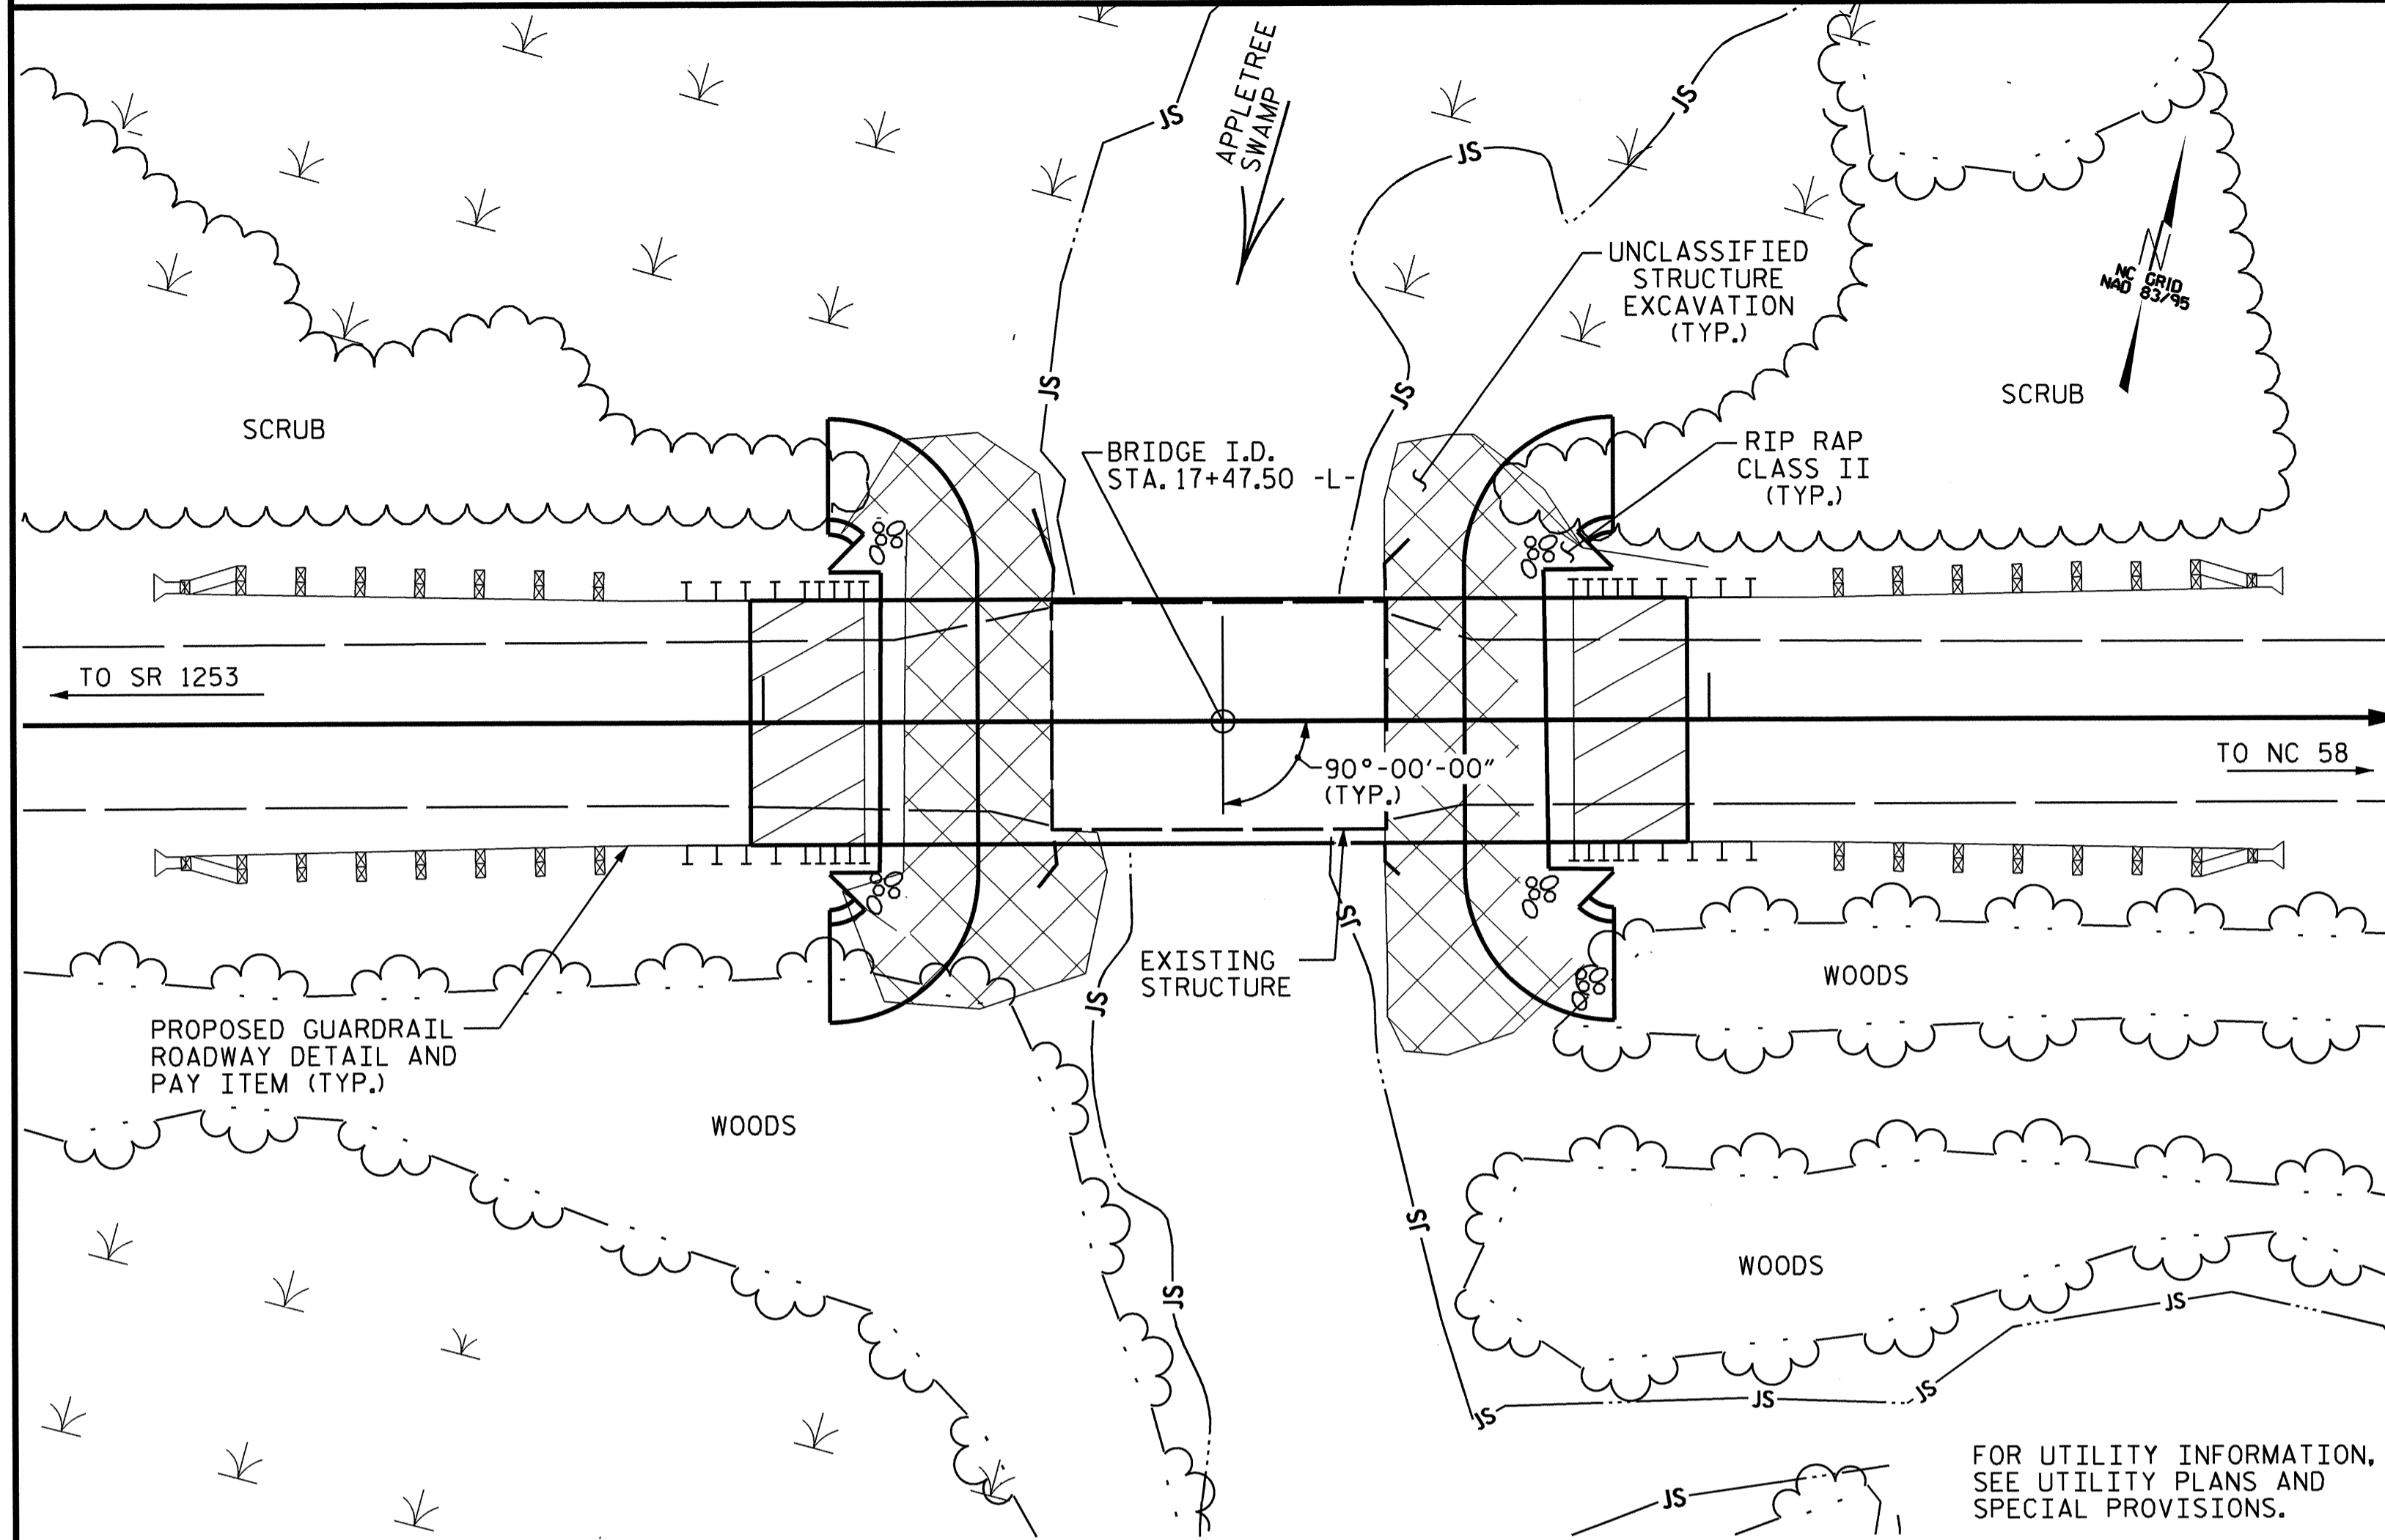 APPLETREE
SWAMP
JS
JS
JS
JS
JS
UNCLASSIFIED
STRUCTURE
EXCAVATION
(TYP.)
N
NC GRID
NAD 83/95
SCRUB
SCRUB
BRIDGE I.D.
STA. 17+47.50 -L-
RIP RAP
CLASS II
(TYP.)
TO SR 1253
TO NC 58
90°-00'-00"
(TYP.)
JS
JS
EXISTING
STRUCTURE
WOODS
PROPOSED GUARDRAIL
ROADWAY DETAIL AND
PAY ITEM (TYP.)
WOODS
JS
JS
WOODS
JS
JS
JS
JS
JS
FOR UTILITY INFORMATION,
SEE UTILITY PLANS AND
SPECIAL PROVISIONS.